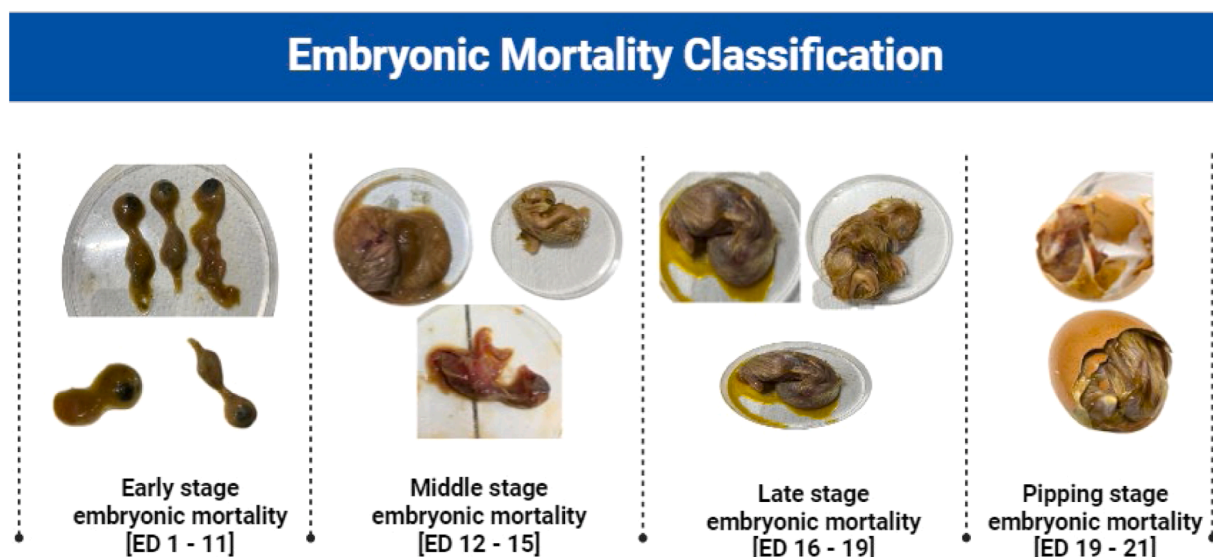 Embryonic Mortality Classification
Early stage
embryonic mortality
[ED 1 - 11]
Middle stage
embryonic mortality
[ED 12 - 15]
Late stage
embryonic mortality
[ED 16 - 19]
Pipping stage
embryonic mortality
[ED 19 - 21]